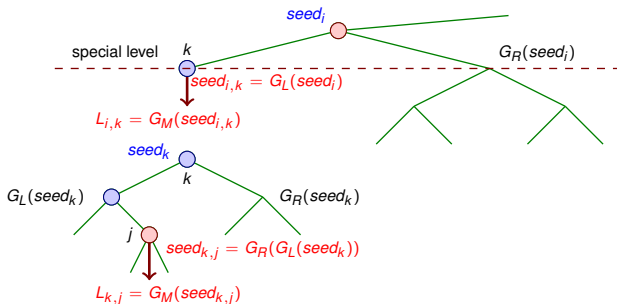 seed_i
special level
k
G_R(seed_i)
seed_{i,k} = G_L(seed_i)
L_{i,k} = G_M(seed_{i,k})
seed_k
k
G_L(seed_k)
G_R(seed_k)
j
seed_{k,j} = G_R(G_L(seed_k))
L_{k,j} = G_M(seed_{k,j})